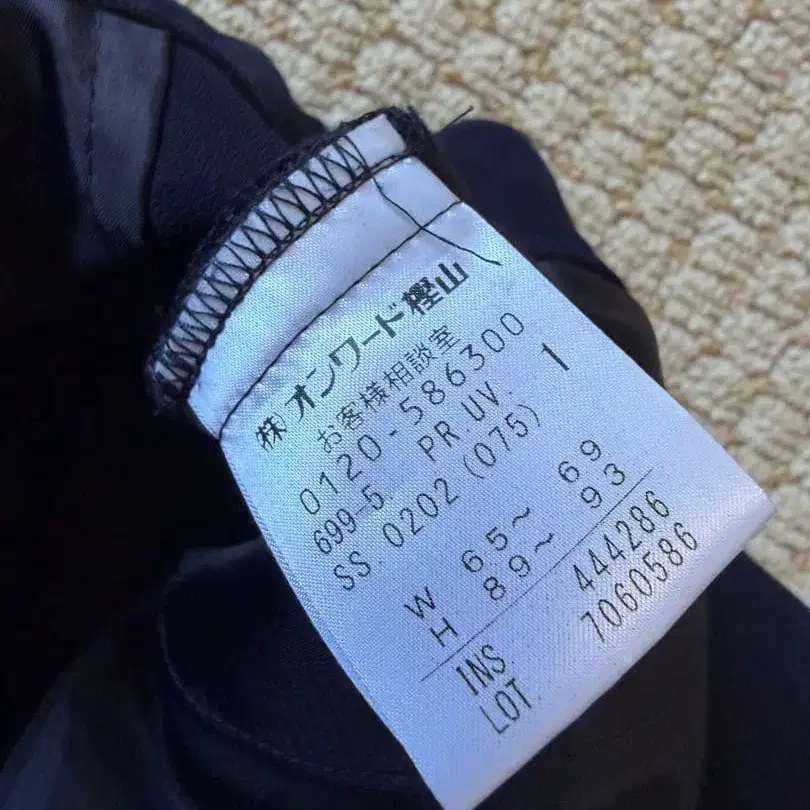 ㈱オンワード樫山
お客様相談室
0120-586300
699-5. PR.UV. 1
SS. 0202 (075)
W 65~ 69
H 89~ 93
INS 444286
LOT 7060586